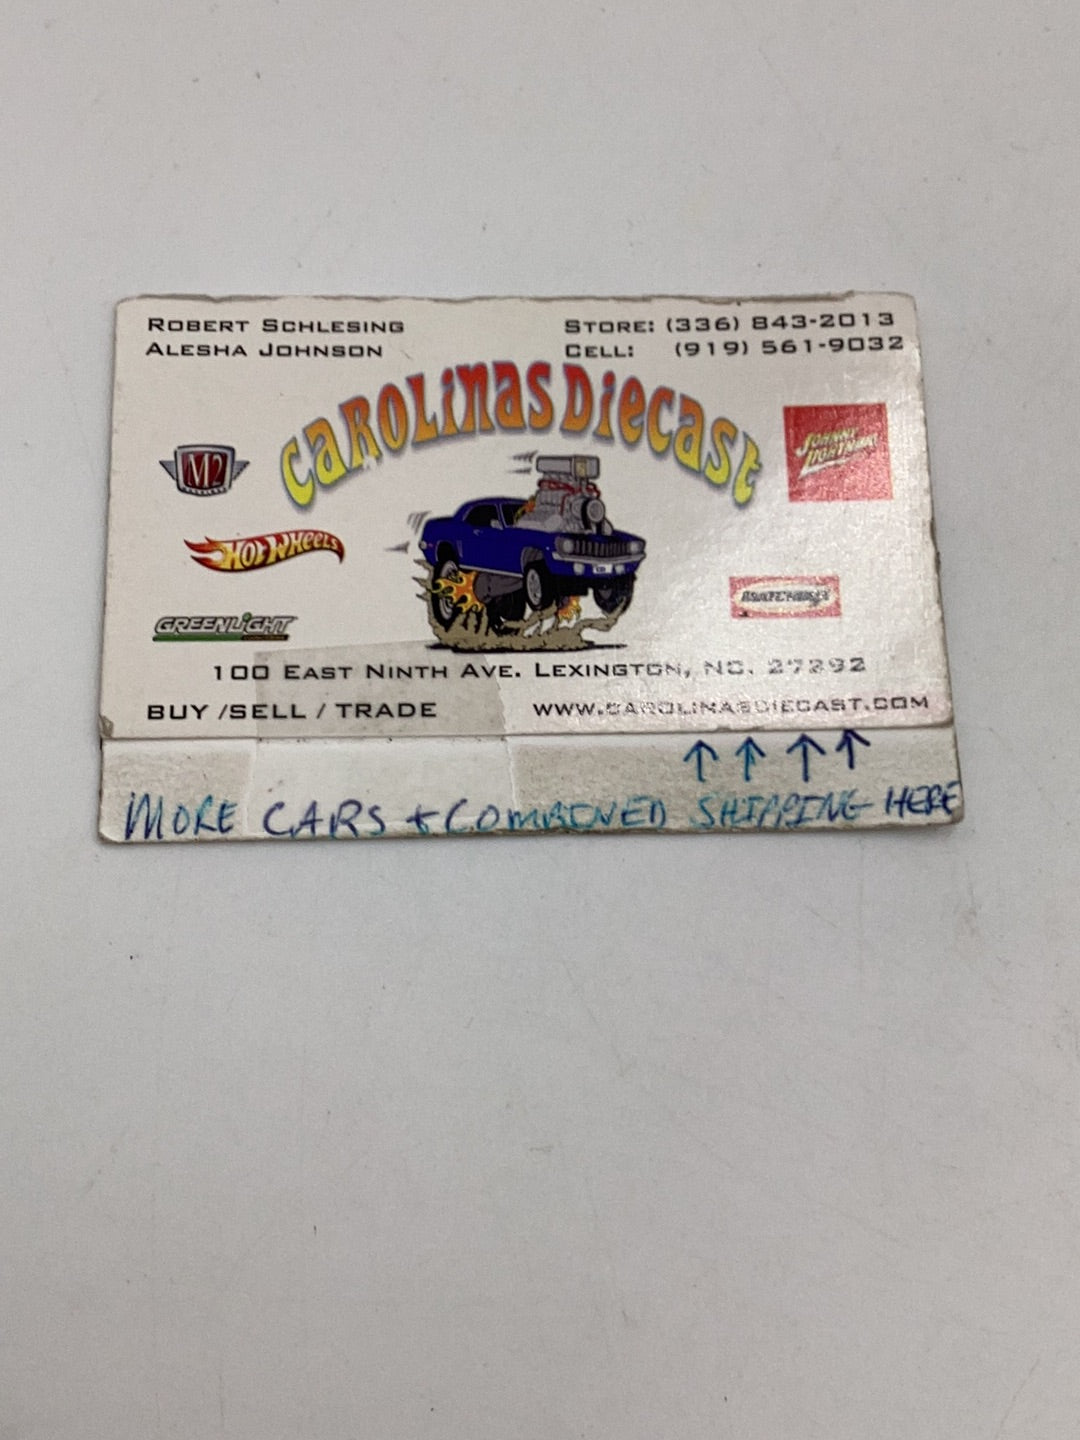 ROBERT SCHLESING
ALESHA JOHNSON
STORE: (336) 843-2013
CELL: (919) 561-9032
CAROLINAS DIECAST
M2
HOT WHEELS
GREENLIGHT
JOHNNY
LIGHTNING
100 EAST NINTH AVE. LEXINGTON, NC. 27292
BUY /SELL / TRADE
WWW.CAROLINASDIECAST.COM
↑ ↑ ↑ ↑
MORE CARS + COMBINED SHIPPING HERE